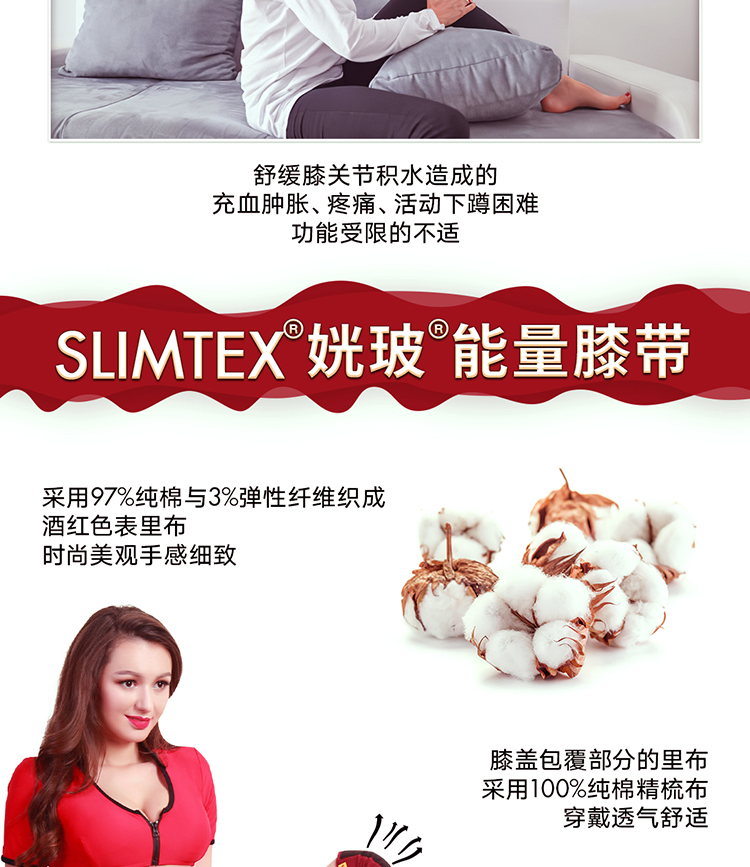 舒缓膝关节积水造成的
充血肿胀、疼痛、活动下蹲困难
功能受限的不适
SLIMTEX®姯玻®能量膝带
采用97%纯棉与3%弹性纤维织成
酒红色表里布
时尚美观手感细致
膝盖包覆部分的里布
采用100%纯棉精梳布
穿戴透气舒适